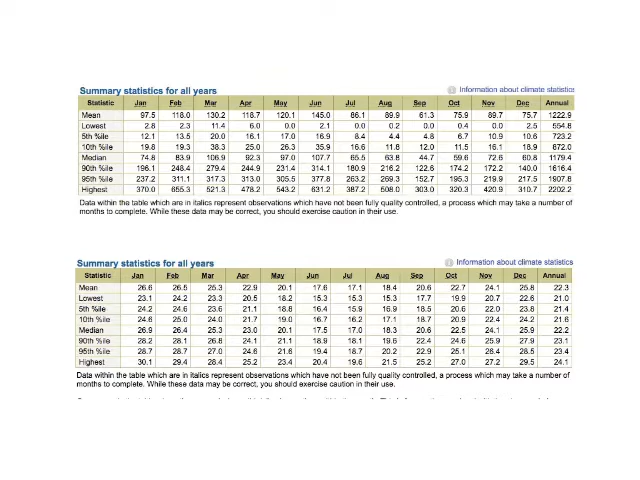 Summary statistics for all years Information about climate statistics
Statistic Jan Feb Mar Apr May Jun Jul Aug Sep Oct Nov Dec Annual
Mean 97.5 118.0 130.2 118.7 120.1 145.0 86.1 89.9 61.3 75.9 89.7 75.7 1222.9
Lowest 2.8 2.3 11.4 6.0 0.0 2.1 0.0 0.2 0.0 0.4 0.0 2.5 554.8
5th %ile 12.1 13.5 20.0 16.1 17.0 16.9 8.4 4.4 4.8 6.7 10.9 10.6 723.2
10th %ile 19.8 19.3 38.3 25.0 26.3 35.9 16.6 11.8 12.0 11.5 16.1 18.9 872.0
Median 74.8 83.9 106.9 92.3 97.0 107.7 65.5 63.8 44.7 59.6 72.6 60.8 1179.4
90th %ile 196.1 248.4 279.4 244.9 231.4 314.1 180.9 216.2 122.6 174.2 172.2 140.0 1616.4
95th %ile 237.2 311.1 317.3 313.0 305.5 377.8 263.2 269.3 152.7 195.3 219.9 217.5 1907.8
Highest 370.0 655.3 521.3 478.2 543.2 631.2 387.2 508.0 303.0 320.3 420.9 310.7 2202.2
Data within the table which are in italics represent observations which have not been fully quality controlled, a process which may take a number of
months to complete. While these data may be correct, you should exercise caution in their use.
Summary statistics for all years Information about climate statistics
Statistic Jan Feb Mar Apr May Jun Jul Aug Sep Oct Nov Dec Annual
Mean 26.6 26.5 25.3 22.9 20.1 17.6 17.1 18.4 20.6 22.7 24.1 25.8 22.3
Lowest 23.1 24.2 23.3 20.5 18.2 15.3 15.3 15.3 17.7 19.9 20.7 22.6 21.0
5th %ile 24.2 24.6 23.6 21.1 18.8 16.4 15.9 16.9 18.5 20.6 22.0 23.8 21.4
10th %ile 24.6 25.0 24.0 21.7 19.0 16.7 16.2 17.1 18.7 20.9 22.4 24.2 21.6
Median 26.9 26.4 25.3 23.0 20.1 17.5 17.0 18.3 20.6 22.5 24.1 25.9 22.2
90th %ile 28.2 28.1 26.8 24.1 21.1 18.9 18.1 19.6 22.4 24.6 25.9 27.9 23.1
95th %ile 28.7 28.7 27.0 24.6 21.6 19.4 18.7 20.2 22.9 25.1 26.4 28.5 23.4
Highest 30.1 29.4 28.4 25.2 23.4 20.4 19.6 21.5 25.2 27.0 27.2 29.5 24.1
Data within the table which are in italics represent observations which have not been fully quality controlled, a process which may take a number of
months to complete. While these data may be correct, you should exercise caution in their use.